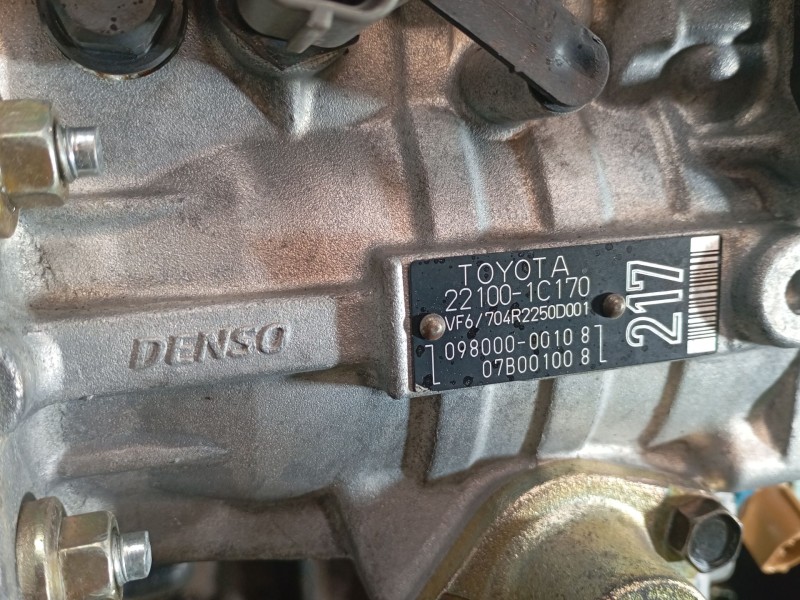 TOYOTA
22100-1C170
VF6/704R2250D001
098000-0010 8
07B00100 8
217
DENSO